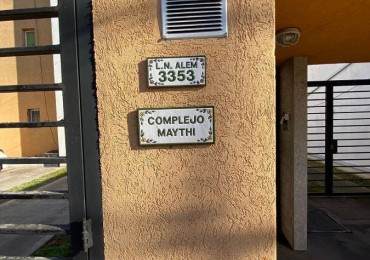 L.N. ALEM
3353
COMPLEJO
MAYTHI